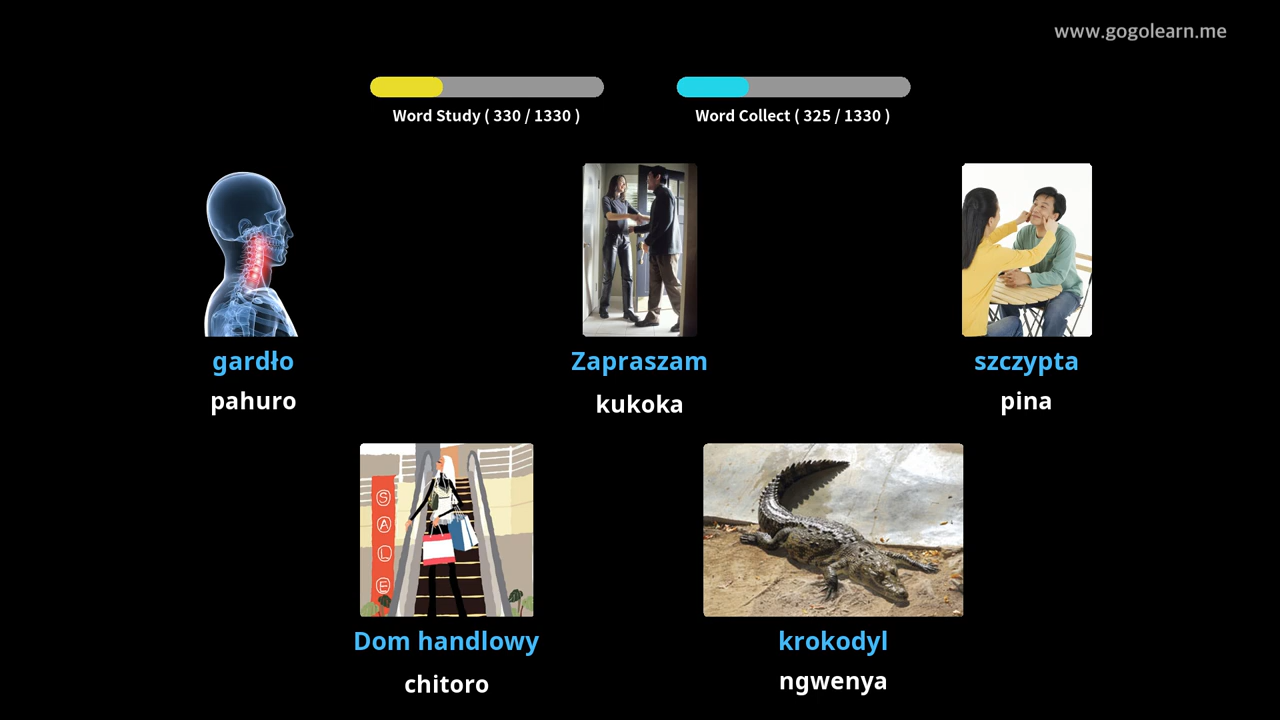 www.gogolearn.me
Word Study ( 330 / 1330 )
Word Collect ( 325 / 1330 )
gardło
Zapraszam
szczypta
pahuro
kukoka
pina
SALE
Dom handlowy
krokodyl
chitoro
ngwenya